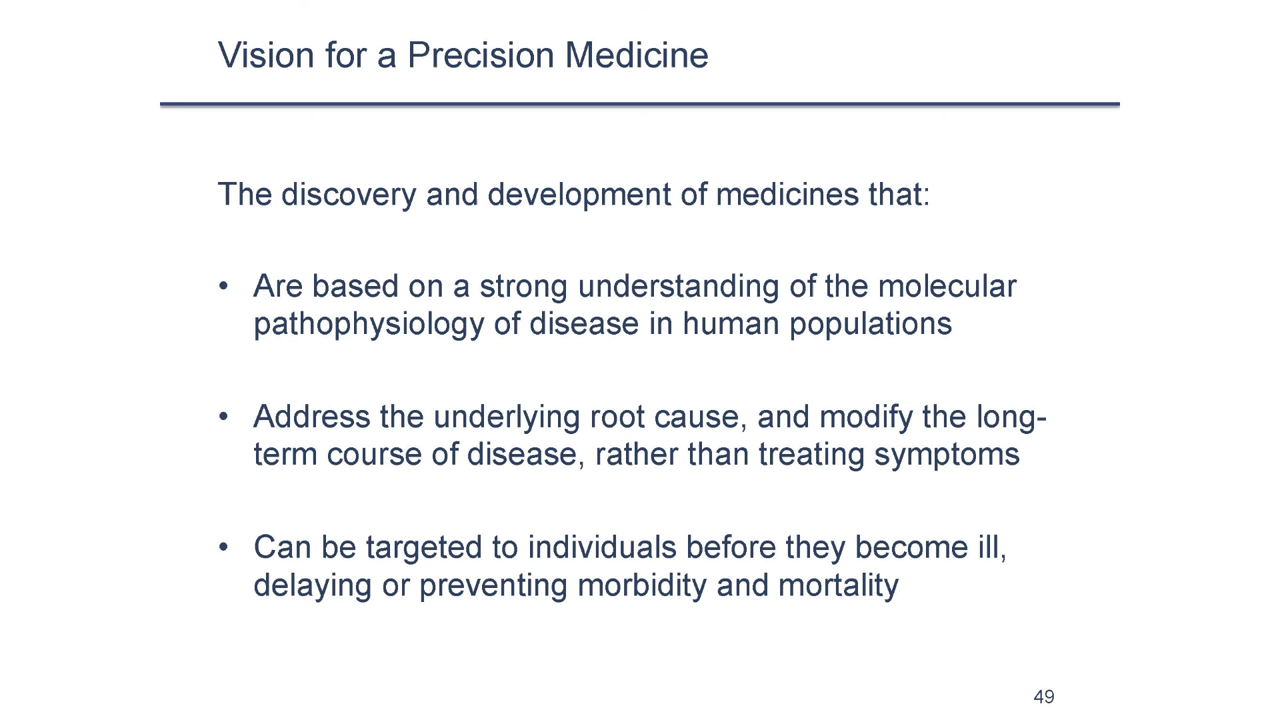 Vision for a Precision Medicine
The discovery and development of medicines that:
• Are based on a strong understanding of the molecular
pathophysiology of disease in human populations
• Address the underlying root cause, and modify the long-
term course of disease, rather than treating symptoms
• Can be targeted to individuals before they become ill,
delaying or preventing morbidity and mortality
49